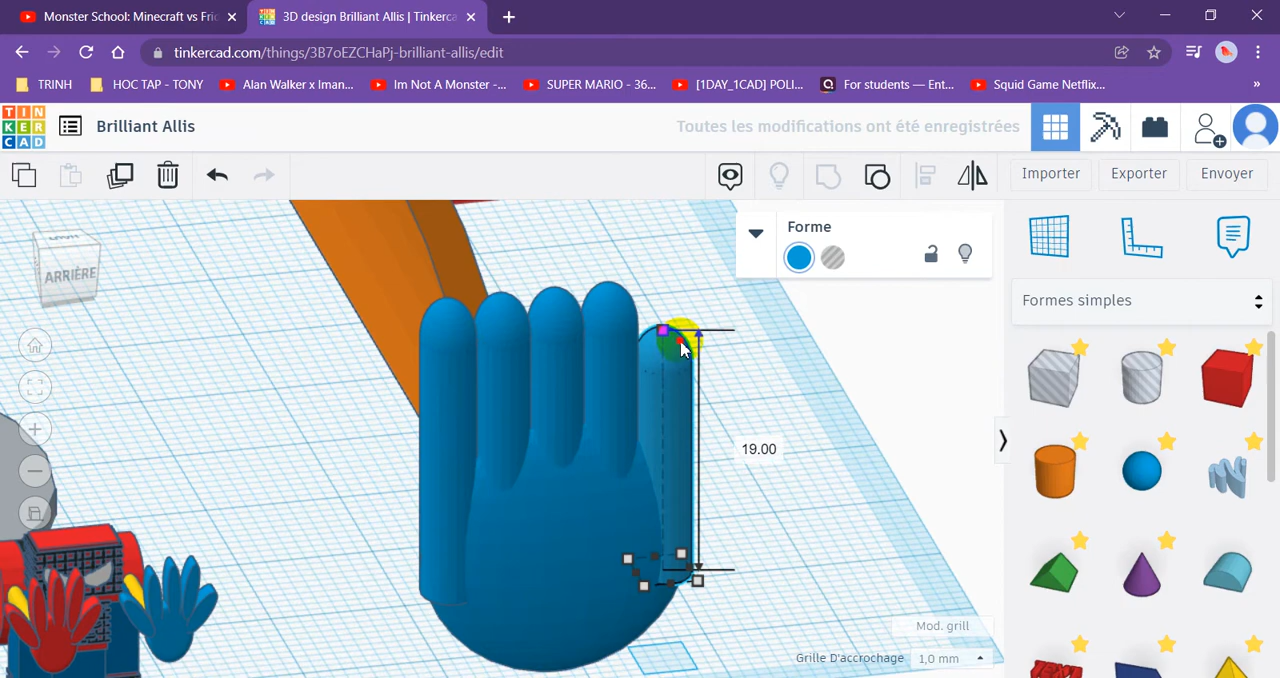 Monster School: Minecraft vs Fri
3D design Brilliant Allis | Tinkerca
tinkercad.com/things/3B7oEZCHaPj-brilliant-allis/edit
TRINH
HOC TAP - TONY
Alan Walker x Iman...
Im Not A Monster -...
SUPER MARIO - 36...
[1DAY_1CAD] POLI...
For students — Ent...
Squid Game Netflix...
»
TIN
KER
CAD
Brilliant Allis
Toutes les modifications ont été enregistrées
Importer
Exporter
Envoyer
Forme
ARRIÈRE
Formes simples
19.00
Mod. grill
Grille D'accrochage 1,0 mm